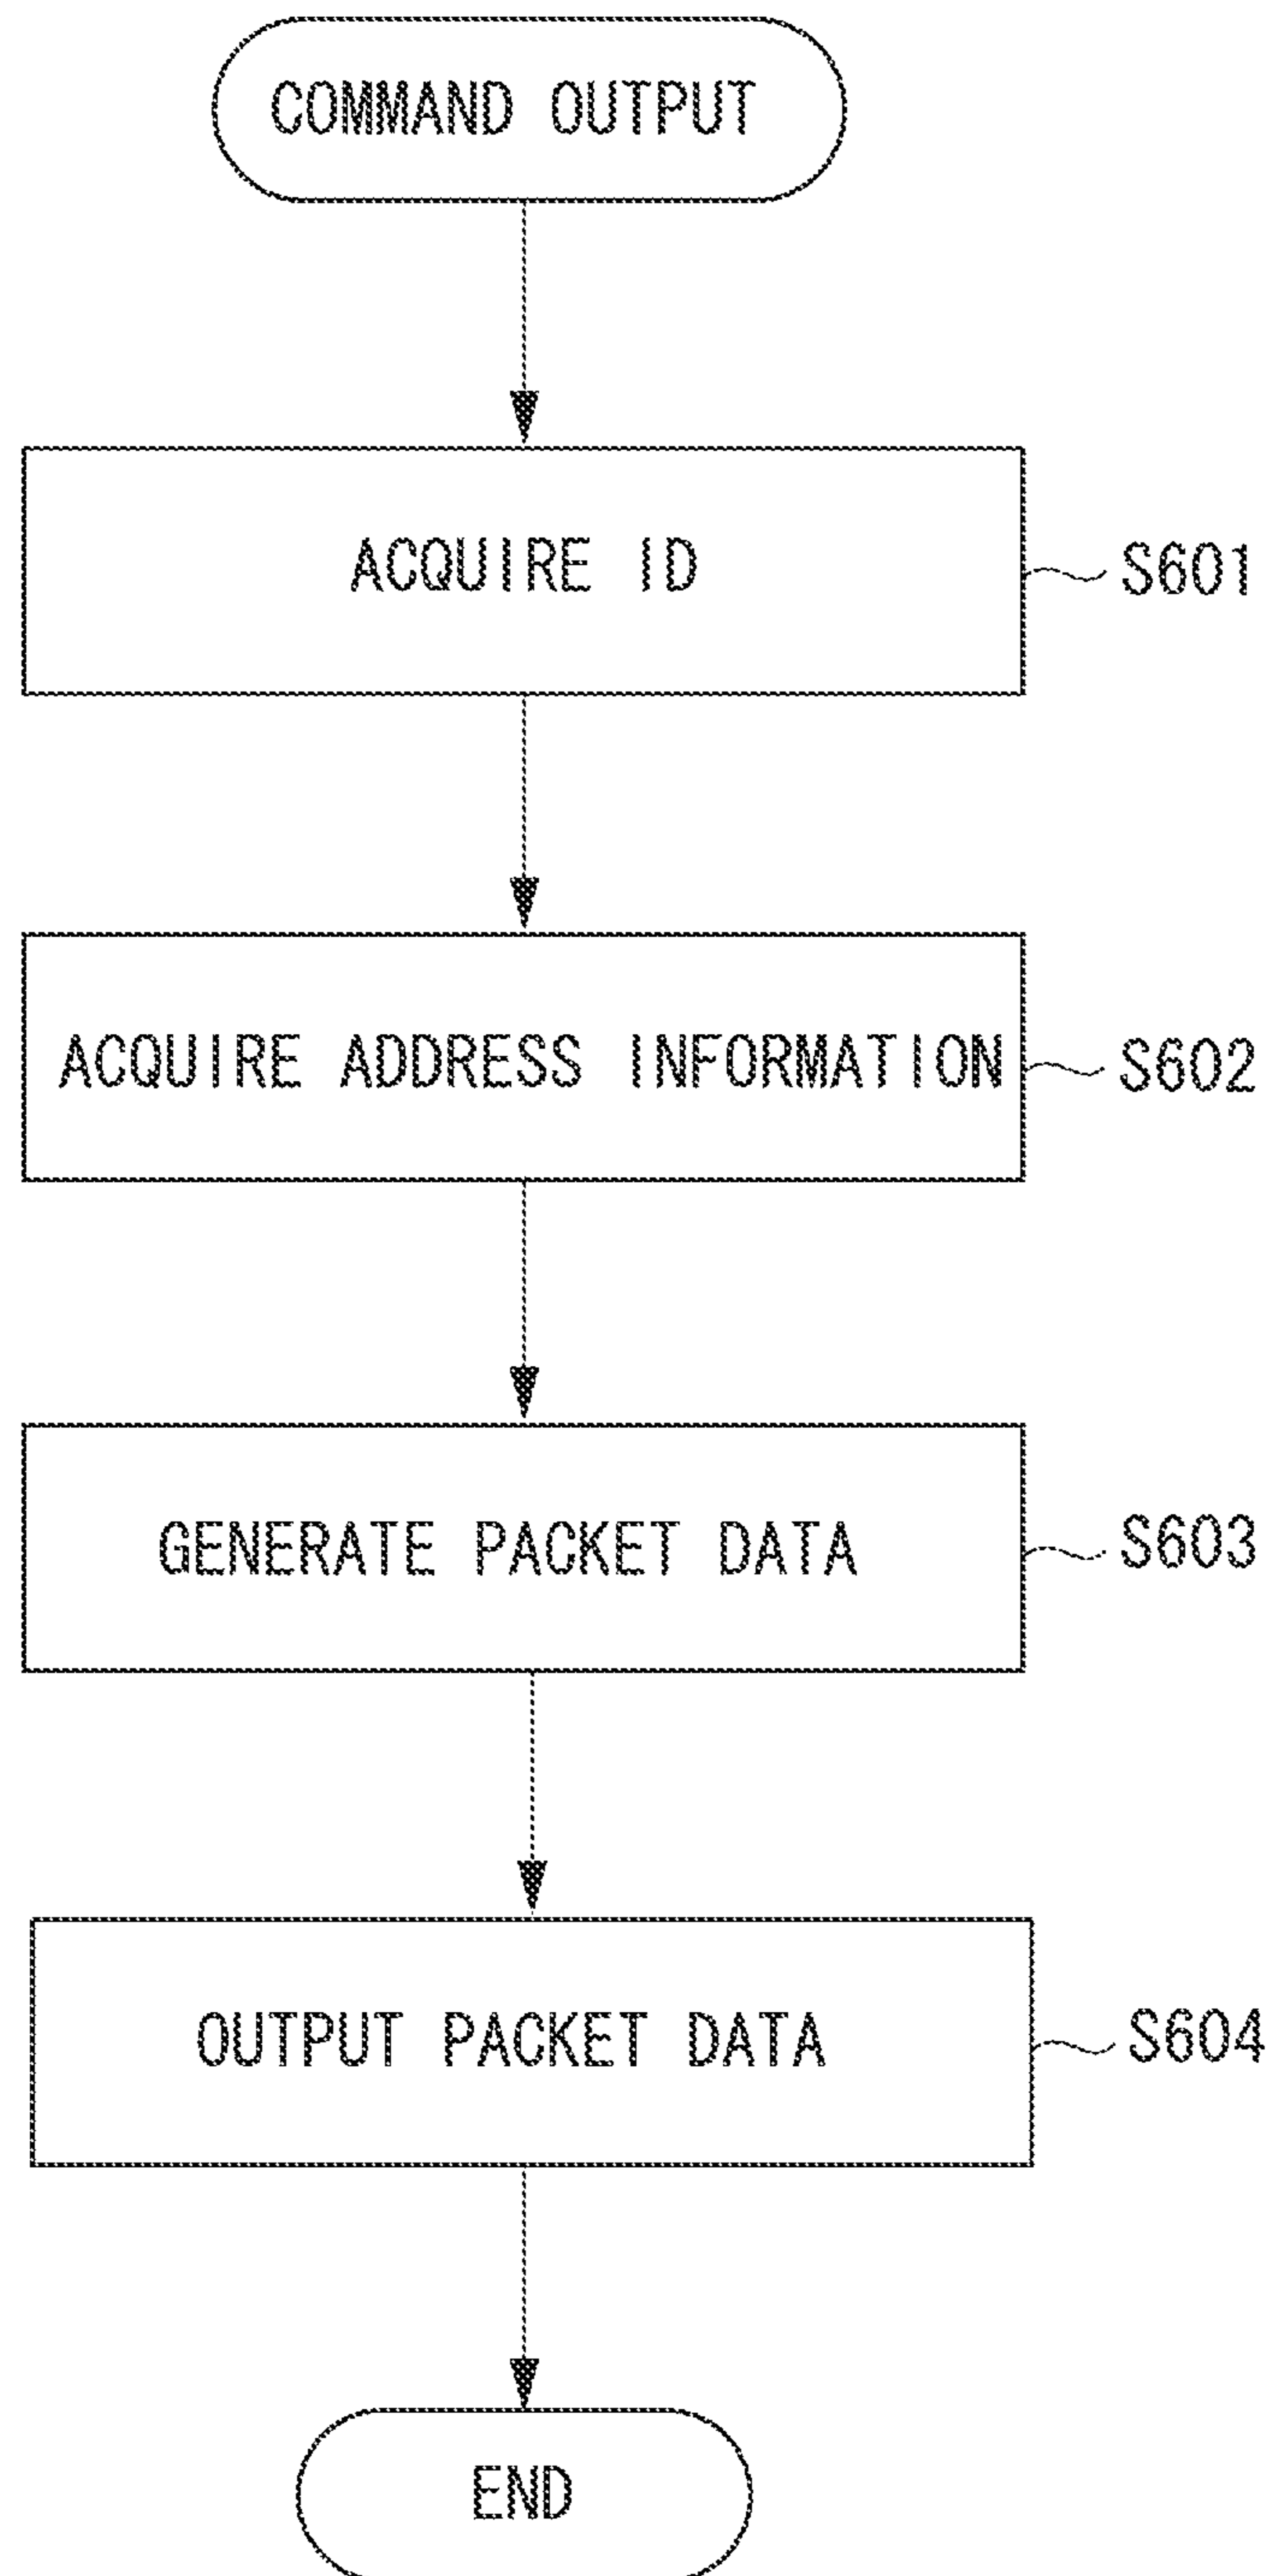 COMMAND OUTPUT
ACQUIRE ID
S601
ACQUIRE ADDRESS INFORMATION
S602
GENERATE PACKET DATA
S603
OUTPUT PACKET DATA
S604
END